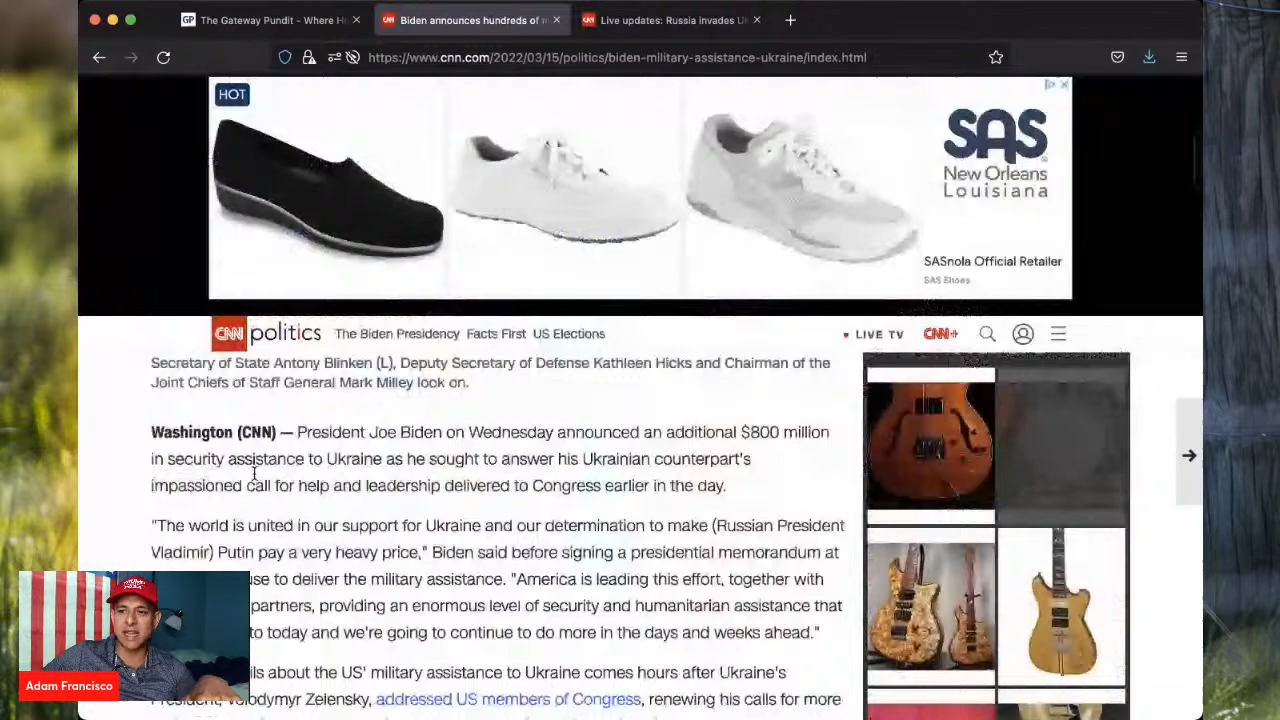 The Gateway Pundit - Where H
Biden announces hundreds of m
Live updates: Russia invades U
https://www.cnn.com/2022/03/15/politics/biden-military-assistance-ukraine/index.html
HOT
SAS
New Orleans
Louisiana
SASnola Official Retailer
SAS Shoes
CNN politics The Biden Presidency Facts First US Elections
LIVE TV CNN+
Secretary of State Antony Blinken (L), Deputy Secretary of Defense Kathleen Hicks and Chairman of the
Joint Chiefs of Staff General Mark Milley look on.
Washington (CNN) — President Joe Biden on Wednesday announced an additional $800 million
in security assistance to Ukraine as he sought to answer his Ukrainian counterpart's
impassioned call for help and leadership delivered to Congress earlier in the day.
"The world is united in our support for Ukraine and our determination to make (Russian President
Vladimir) Putin pay a very heavy price," Biden said before signing a presidential memorandum at
use to deliver the military assistance. "America is leading this effort, together with
partners, providing an enormous level of security and humanitarian assistance that
to today and we're going to continue to do more in the days and weeks ahead."
ils about the US' military assistance to Ukraine comes hours after Ukraine's
President, Volodymyr Zelensky, addressed US members of Congress, renewing his calls for more
Adam Francisco